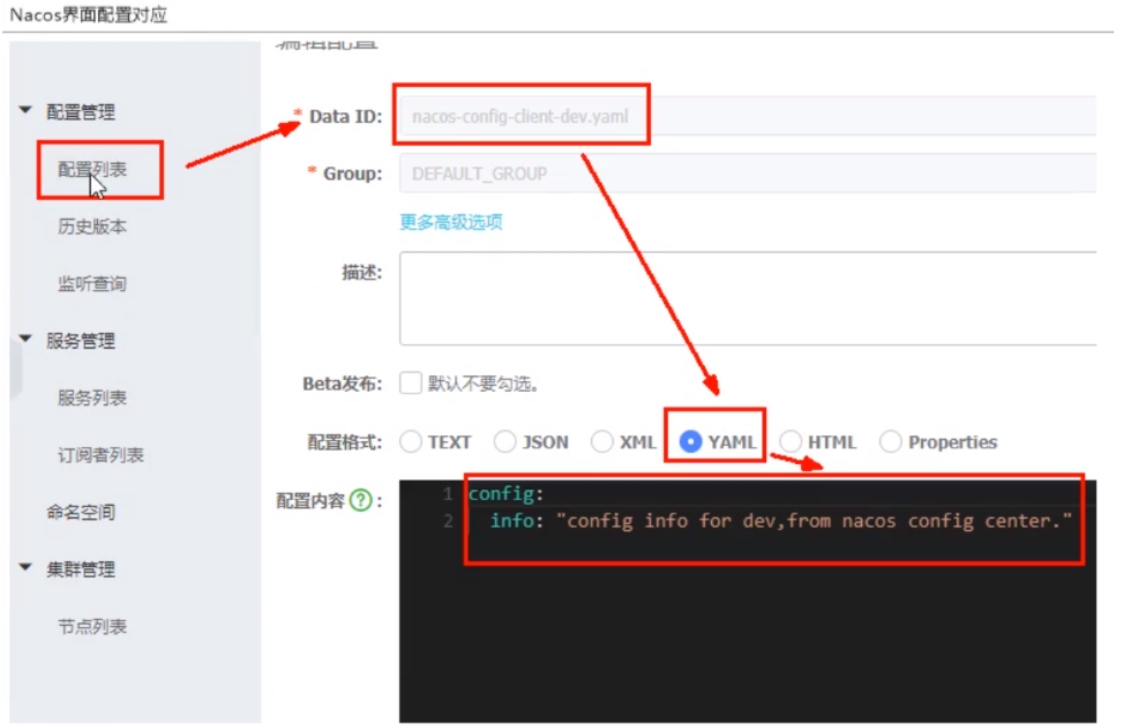 Nacos界面配置对应
编辑配置
配置管理
配置列表
历史版本
监听查询
服务管理
服务列表
订阅者列表
命名空间
集群管理
节点列表
* Data ID: nacos-config-client-dev.yaml
* Group: DEFAULT_GROUP
更多高级选项
描述:
Beta发布: 默认不要勾选。
配置格式: TEXT JSON XML YAML HTML Properties
配置内容 ? :
1 config:
2 info: "config info for dev,from nacos config center."